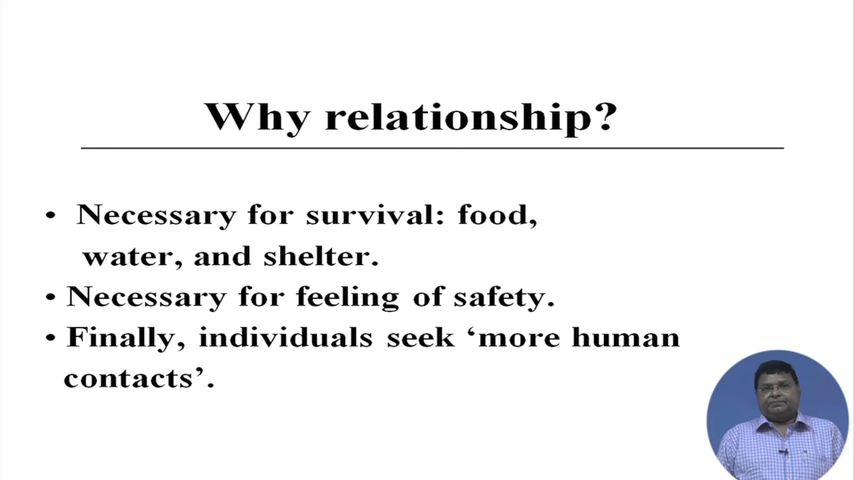 Why relationship?
• Necessary for survival: food,
water, and shelter.
• Necessary for feeling of safety.
• Finally, individuals seek ‘more human
contacts’.